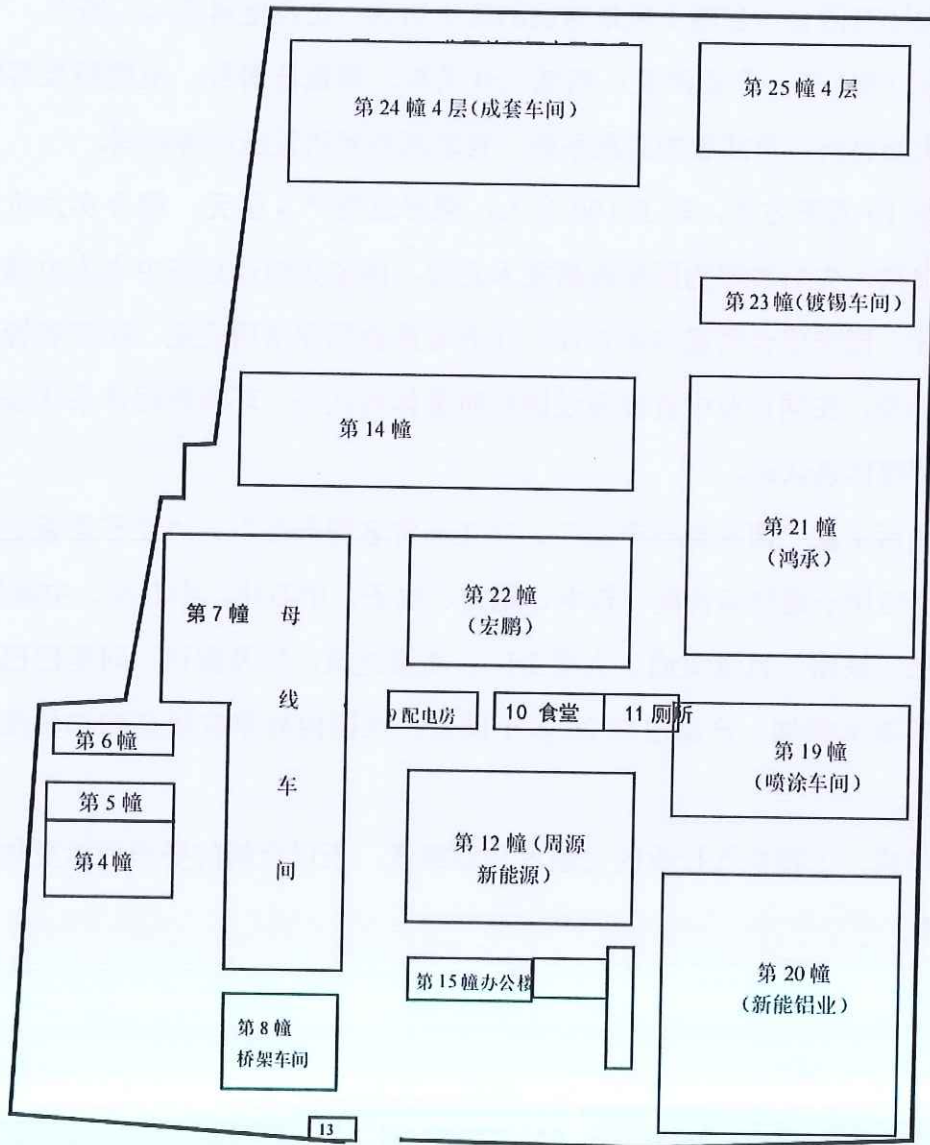 第 24 幢 4 层(成套车间)
第 25 幢 4 层
第 23 幢(镀锡车间)
第 14 幢
第 21 幢
(鸿承)
第 22 幢
(宏鹏)
第 7 幢
母
线
车
间
9 配电房
10 食堂
11 厕所
第 6 幢
第 19 幢
(喷涂车间)
第 5 幢
第 4 幢
第 12 幢 (周源
新能源)
第 15 幢办公楼
第 20 幢
(新能铝业)
第 8 幢
桥架车间
13